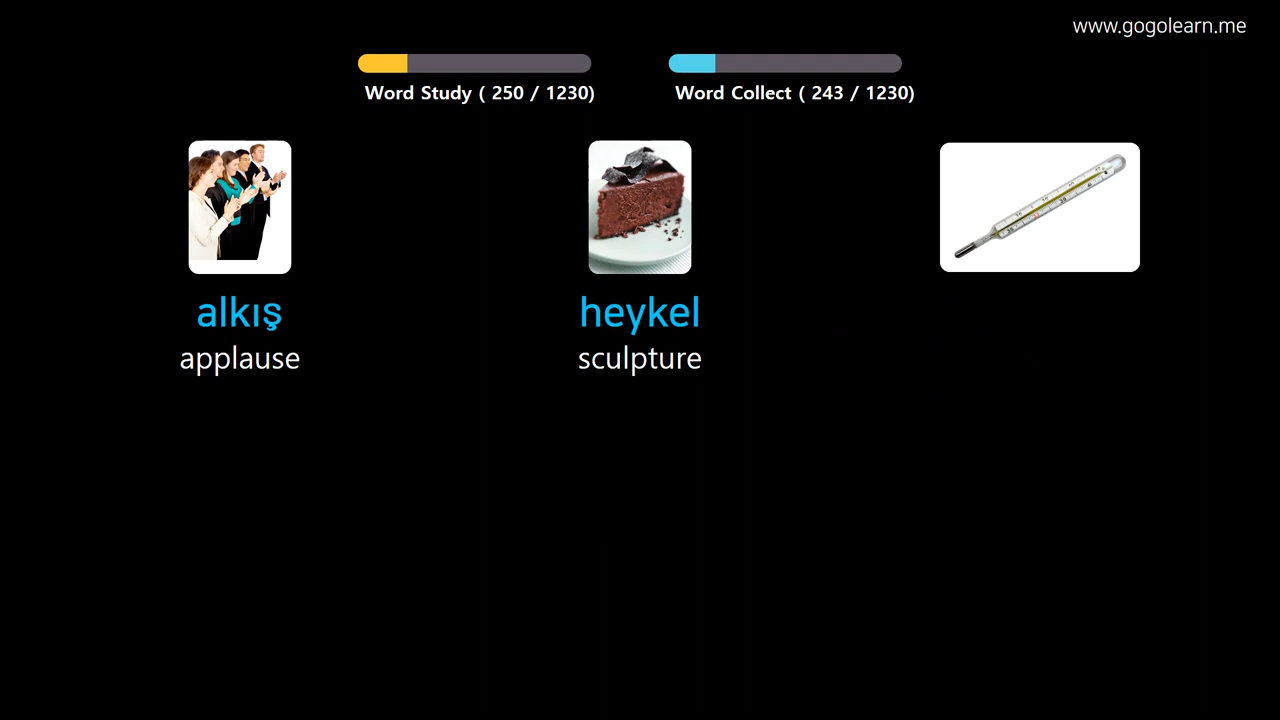 www.gogolearn.me
Word Study ( 250 / 1230)
Word Collect ( 243 / 1230)
alkış
applause
heykel
sculpture